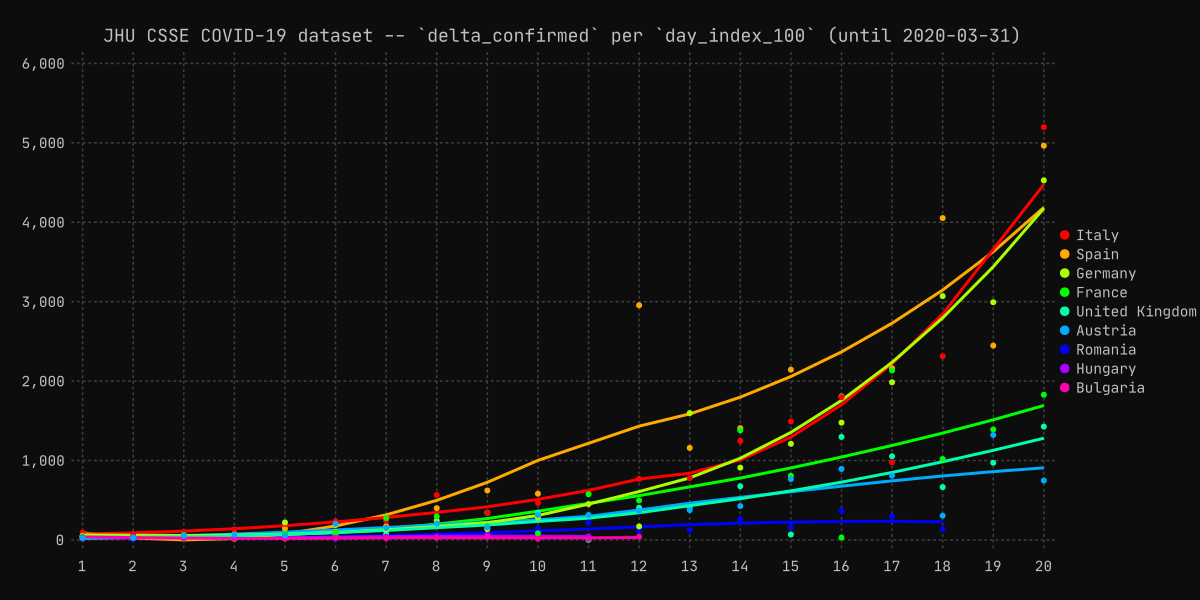 JHU CSSE COVID-19 dataset -- `delta_confirmed` per `day_index_100` (until 2020-03-31)
6,000
5,000
4,000
3,000
2,000
1,000
0
1 2 3 4 5 6 7 8 9 10 11 12 13 14 15 16 17 18 19 20
Italy
Spain
Germany
France
United Kingdom
Austria
Romania
Hungary
Bulgaria